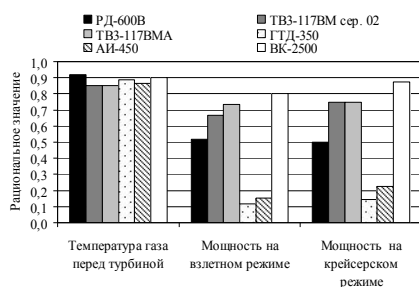 РД-600В
ТВ3-117ВМ сер. 02
ТВ3-117ВМА
ГТД-350
АИ-450
ВК-2500
Рациональное значение
1,0
0,9
0,8
0,7
0,6
0,5
0,4
0,3
0,2
0,1
0,0
Температура газа
перед турбиной
Мощность на
взлетном режиме
Мощность на
крейсерском
режиме